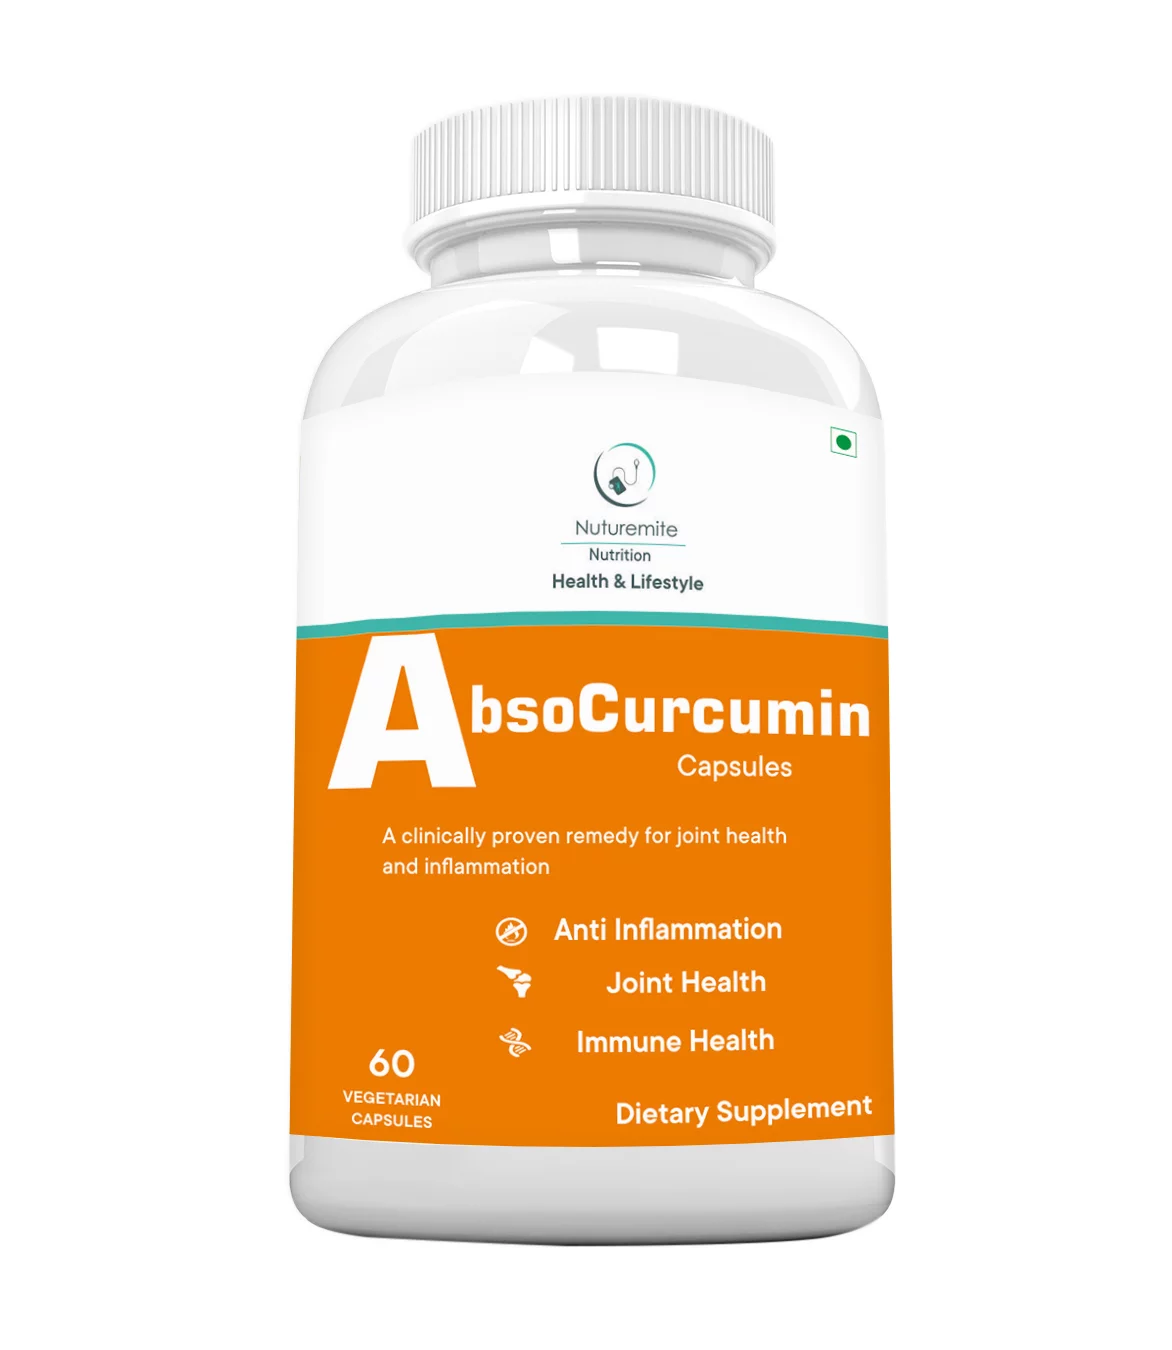 Nuturemite
Nutrition
Health & Lifestyle
AbsoCurcumin
Capsules
A clinically proven remedy for joint health
and inflammation
Anti Inflammation
Joint Health
Immune Health
60
VEGETARIAN
CAPSULES
Dietary Supplement